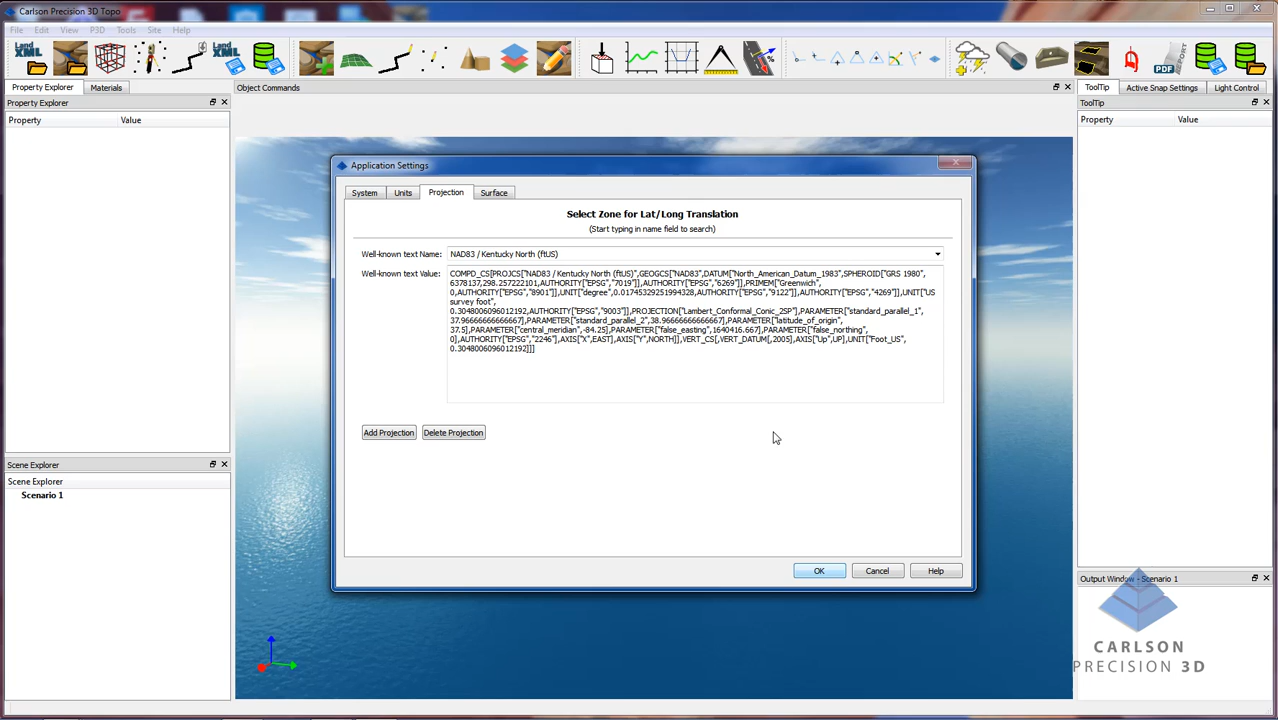 Carlson Precision 3D Topo
File Edit View P3D Tools Site Help
Land
XML
Land
XML
PDF
REPORT
Property Explorer Materials
Object Commands
ToolTip Active Snap Settings Light Control
Property Explorer
ToolTip
Property Value
Property Value
Application Settings
System Units Projection Surface
Select Zone for Lat/Long Translation
(Start typing in name field to search)
Well-known text Name: NAD83 / Kentucky North (ftUS)
Well-known text Value: COMPD_CS[PROJCS["NAD83 / Kentucky North (ftUS)",GEOGCS["NAD83",DATUM["North_American_Datum_1983",SPHEROID["GRS 1980",
6378137,298.257222101,AUTHORITY["EPSG","7019"]],AUTHORITY["EPSG","6269"]],PRIMEM["Greenwich",
0,AUTHORITY["EPSG","8901"]],UNIT["degree",0.01745329251994328,AUTHORITY["EPSG","9122"]],AUTHORITY["EPSG","4269"]],UNIT["US
survey foot",
0.3048006096012192,AUTHORITY["EPSG","9003"]],PROJECTION["Lambert_Conformal_Conic_2SP"],PARAMETER["standard_parallel_1",
37.96666666666667],PARAMETER["standard_parallel_2",38.96666666666667],PARAMETER["latitude_of_origin",
37.5],PARAMETER["central_meridian",-84.25],PARAMETER["false_easting",1640416.667],PARAMETER["false_northing",
0],AUTHORITY["EPSG","2246"],AXIS["X",EAST],AXIS["Y",NORTH]],VERT_CS[,VERT_DATUM[,2005],AXIS["Up",UP],UNIT["Foot_US",
0.3048006096012192]]]
Add Projection Delete Projection
Scene Explorer
Scene Explorer
Scenario 1
OK Cancel Help
Output Window - Scenario 1
CARLSON
PRECISION 3D